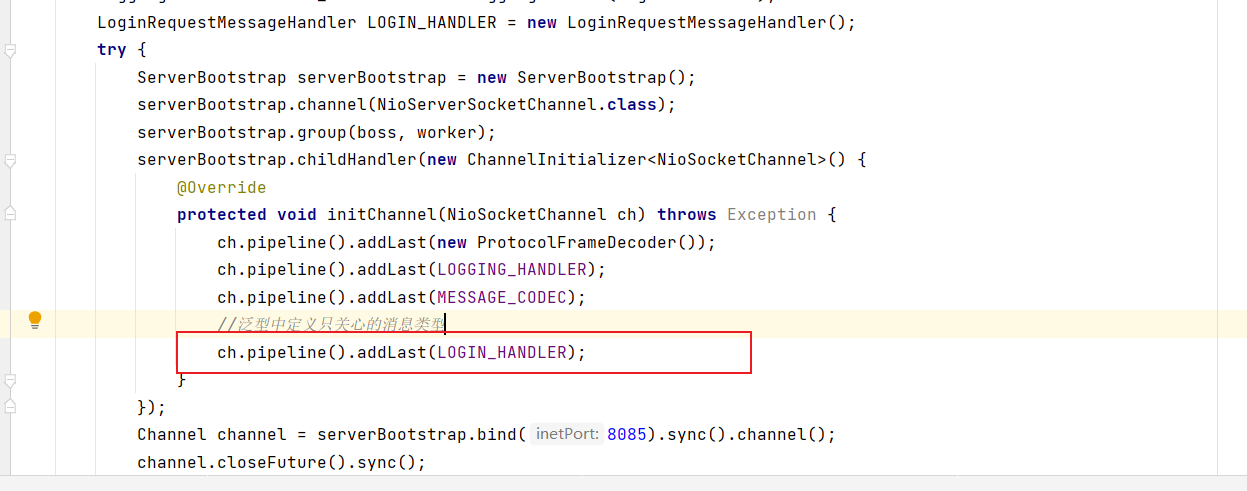 LoginRequestMessageHandler LOGIN_HANDLER = new LoginRequestMessageHandler();
try {
ServerBootstrap serverBootstrap = new ServerBootstrap();
serverBootstrap.channel(NioServerSocketChannel.class);
serverBootstrap.group(boss, worker);
serverBootstrap.childHandler(new ChannelInitializer<NioSocketChannel>() {
@Override
protected void initChannel(NioSocketChannel ch) throws Exception {
ch.pipeline().addLast(new ProtocolFrameDecoder());
ch.pipeline().addLast(LOGGING_HANDLER);
ch.pipeline().addLast(MESSAGE_CODEC);
//泛型中定义只关心的消息类型
ch.pipeline().addLast(LOGIN_HANDLER);
}
});
Channel channel = serverBootstrap.bind( inetPort: 8085).sync().channel();
channel.closeFuture().sync();